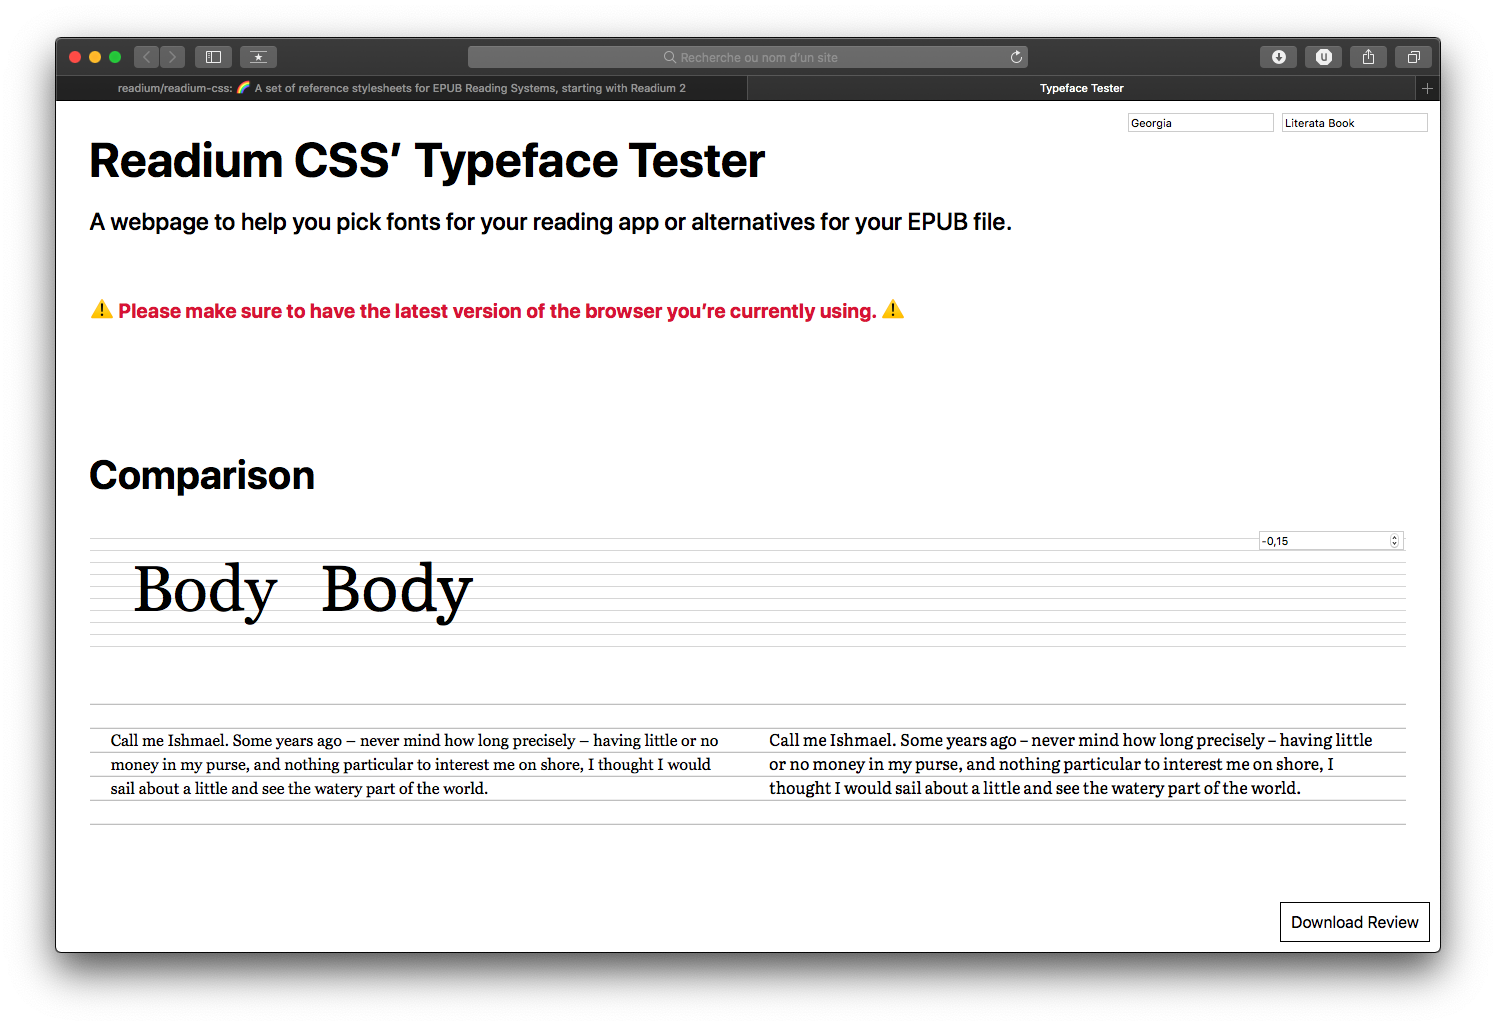 Recherche ou nom d'un site
readium/readium-css: 🌈 A set of reference stylesheets for EPUB Reading Systems, starting with Readium 2
Typeface Tester
Georgia
Literata Book
Readium CSS’ Typeface Tester
A webpage to help you pick fonts for your reading app or alternatives for your EPUB file.
⚠️ Please make sure to have the latest version of the browser you’re currently using. ⚠️
Comparison
-0,15
Body Body
Call me Ishmael. Some years ago – never mind how long precisely – having little or no
money in my purse, and nothing particular to interest me on shore, I thought I would
sail about a little and see the watery part of the world.
Call me Ishmael. Some years ago – never mind how long precisely – having little
or no money in my purse, and nothing particular to interest me on shore, I
thought I would sail about a little and see the watery part of the world.
Download Review